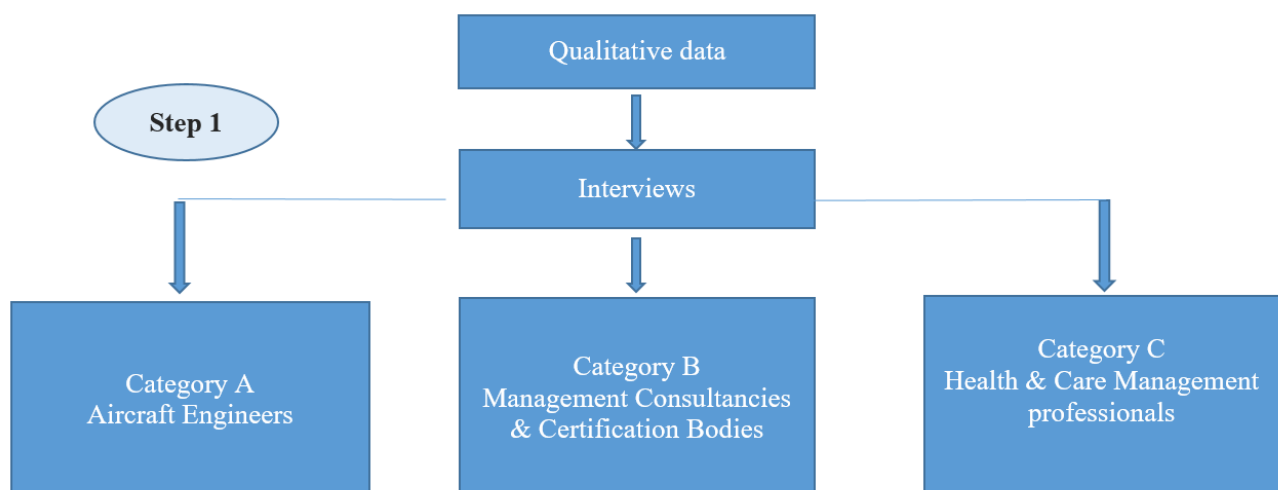 Qualitative data
Step 1
Interviews
Category A
Aircraft Engineers
Category B
Management Consultancies
& Certification Bodies
Category C
Health & Care Management
professionals